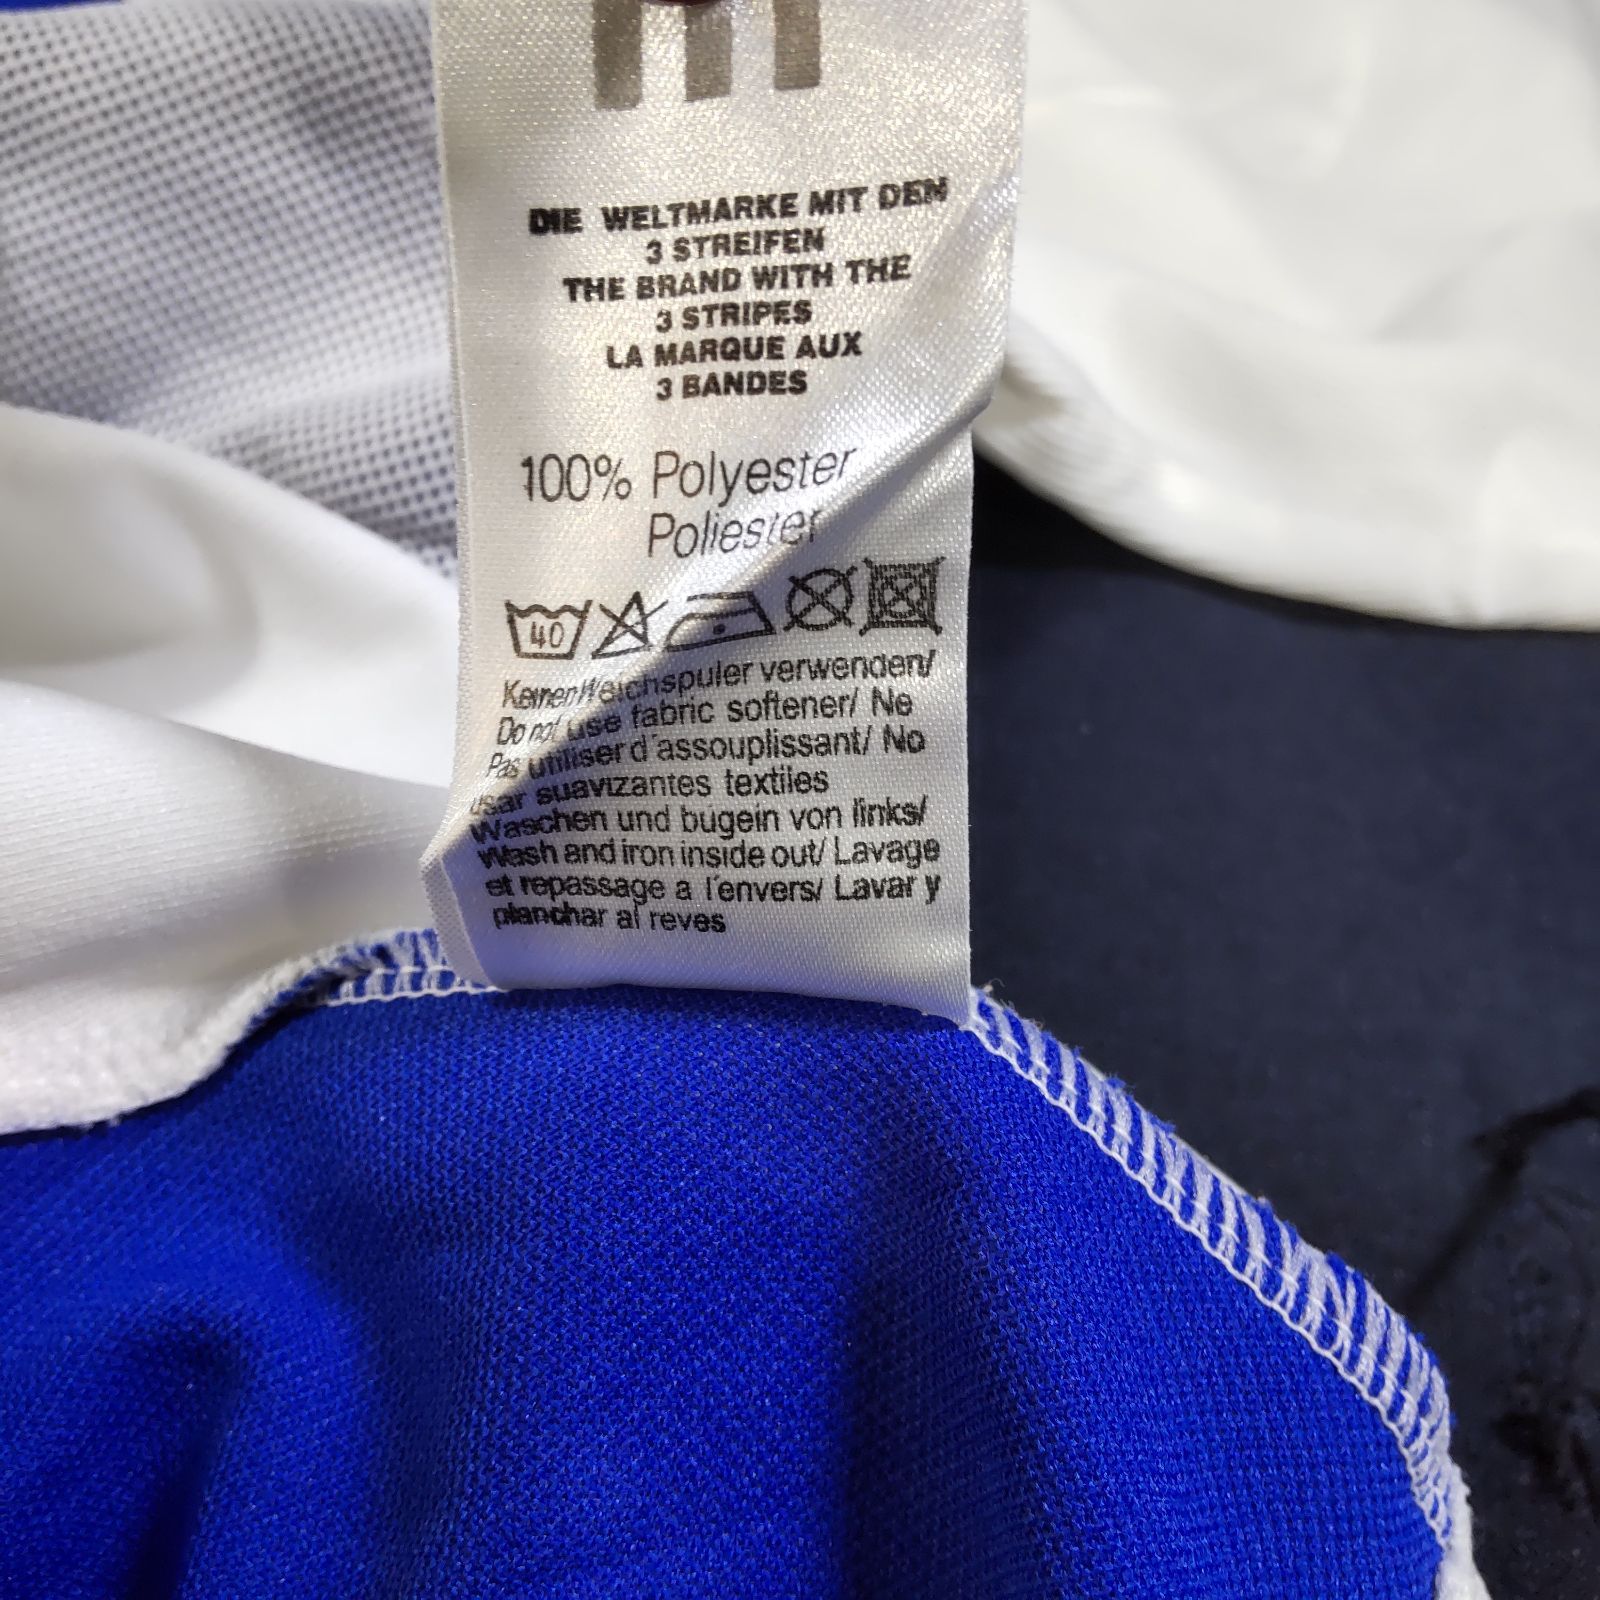 DIE WELTMARKE MIT DEN
3 STREIFEN
THE BRAND WITH THE
3 STRIPES
LA MARQUE AUX
3 BANDES
100% Polyester
Poliester
40
Keinen Weichspuler verwenden/
Do not use fabric softener/ Ne
Pas utiliser d'assouplissant/ No
usar suavizantes textiles
Waschen und bugeln von links/
Wash and iron inside out/ Lavage
et repassage a l'envers/ Lavar y
planchar al reves